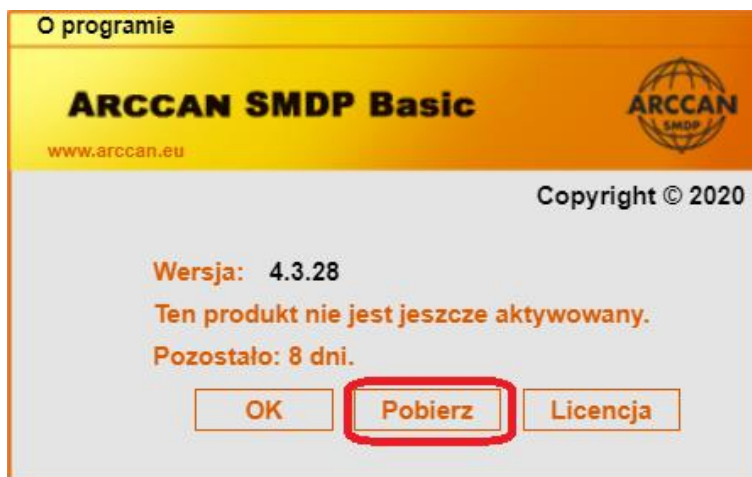 O programie
ARCCAN SMDP Basic
ARCCAN
SMDP
www.arccan.eu
Copyright © 2020
Wersja: 4.3.28
Ten produkt nie jest jeszcze aktywowany.
Pozostało: 8 dni.
OK Pobierz Licencja